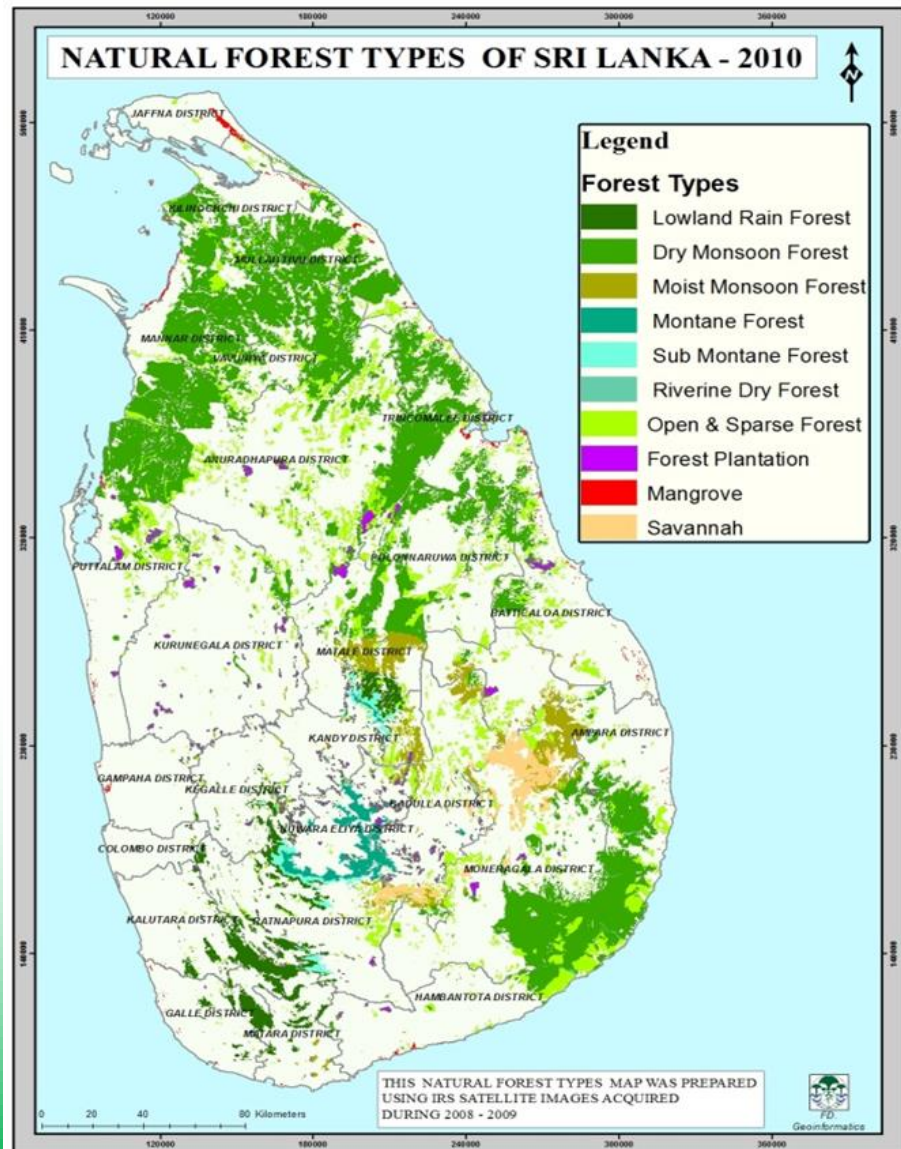 120000 180000 240000 300000 360000
NATURAL FOREST TYPES OF SRI LANKA - 2010
N
Legend
Forest Types
Lowland Rain Forest
Dry Monsoon Forest
Moist Monsoon Forest
Montane Forest
Sub Montane Forest
Riverine Dry Forest
Open & Sparse Forest
Forest Plantation
Mangrove
Savannah
JAFFNA DISTRICT
KILINOCHCHI DISTRICT
MULLAITIVU DISTRICT
MANNAR DISTRICT
VAVUNIYA DISTRICT
TRINCOMALEE DISTRICT
ANURADHAPURA DISTRICT
POLONNARUWA DISTRICT
PUTTALAM DISTRICT
BATTICALOA DISTRICT
KURUNEGALA DISTRICT
MATALE DISTRICT
KANDY DISTRICT
AMPARA DISTRICT
GAMPAHA DISTRICT
KEGALLE DISTRICT
BADULLA DISTRICT
NUWARA ELIYA DISTRICT
COLOMBO DISTRICT
MONERAGALA DISTRICT
KALUTARA DISTRICT
RATNAPURA DISTRICT
HAMBANTOTA DISTRICT
GALLE DISTRICT
MATARA DISTRICT
THIS NATURAL FOREST TYPES MAP WAS PREPARED
USING IRS SATELLITE IMAGES ACQUIRED
DURING 2008 - 2009
FD.
Geoinformatics
0 20 40 80 Kilometers
120000 180000 240000 300000 360000